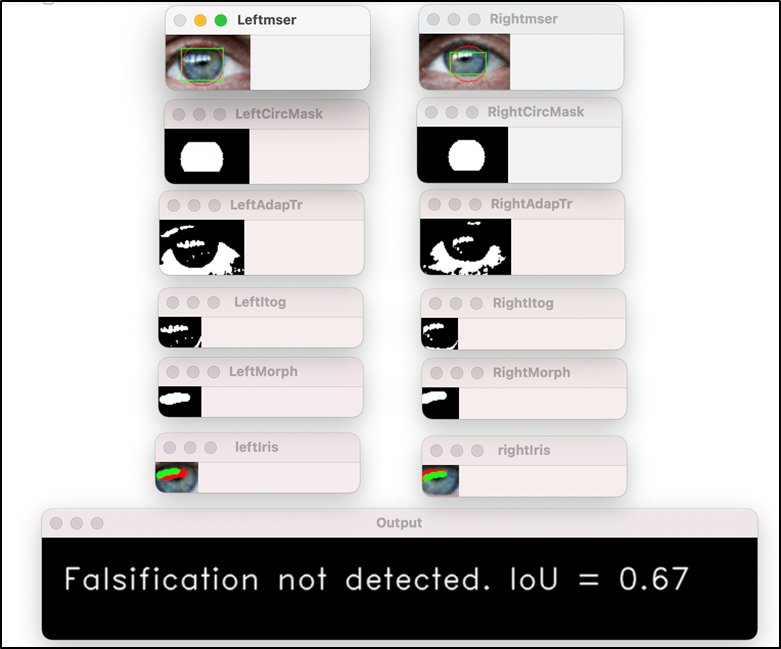 Leftmser
Rightmser
LeftCircMask
RightCircMask
LeftAdapTr
RightAdapTr
LeftItog
RightItog
LeftMorph
RightMorph
leftIris
rightIris
Output
Falsification not detected. IoU = 0.67